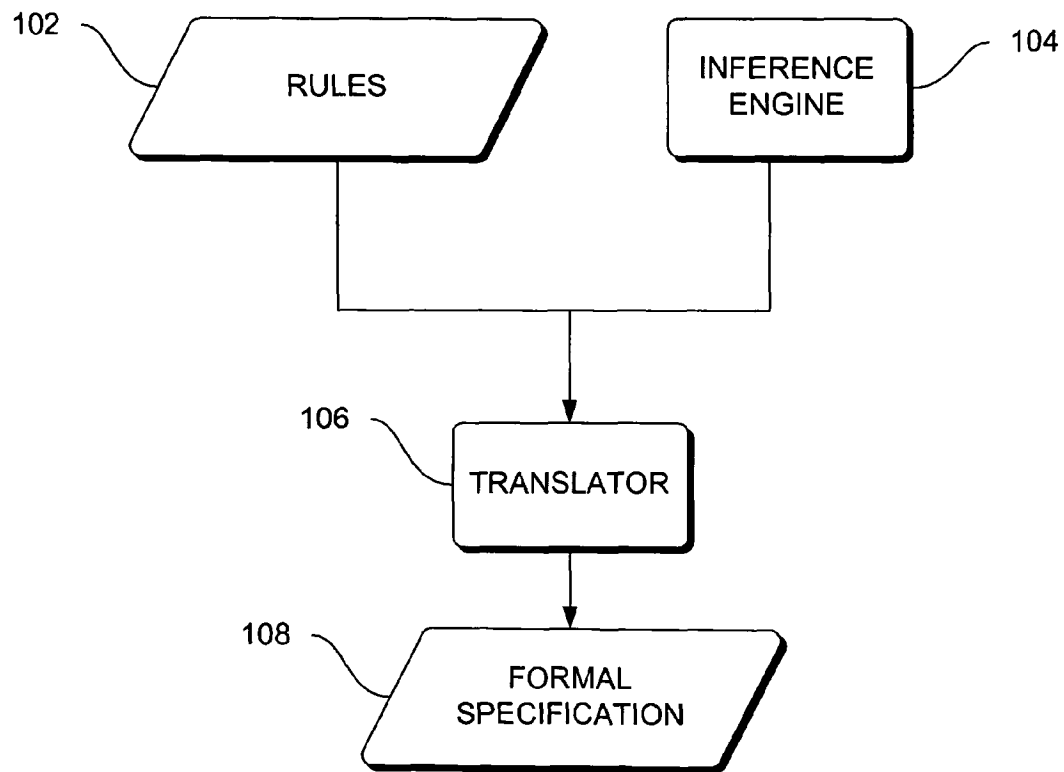 102
RULES
INFERENCE
ENGINE
104
106
TRANSLATOR
108
FORMAL
SPECIFICATION